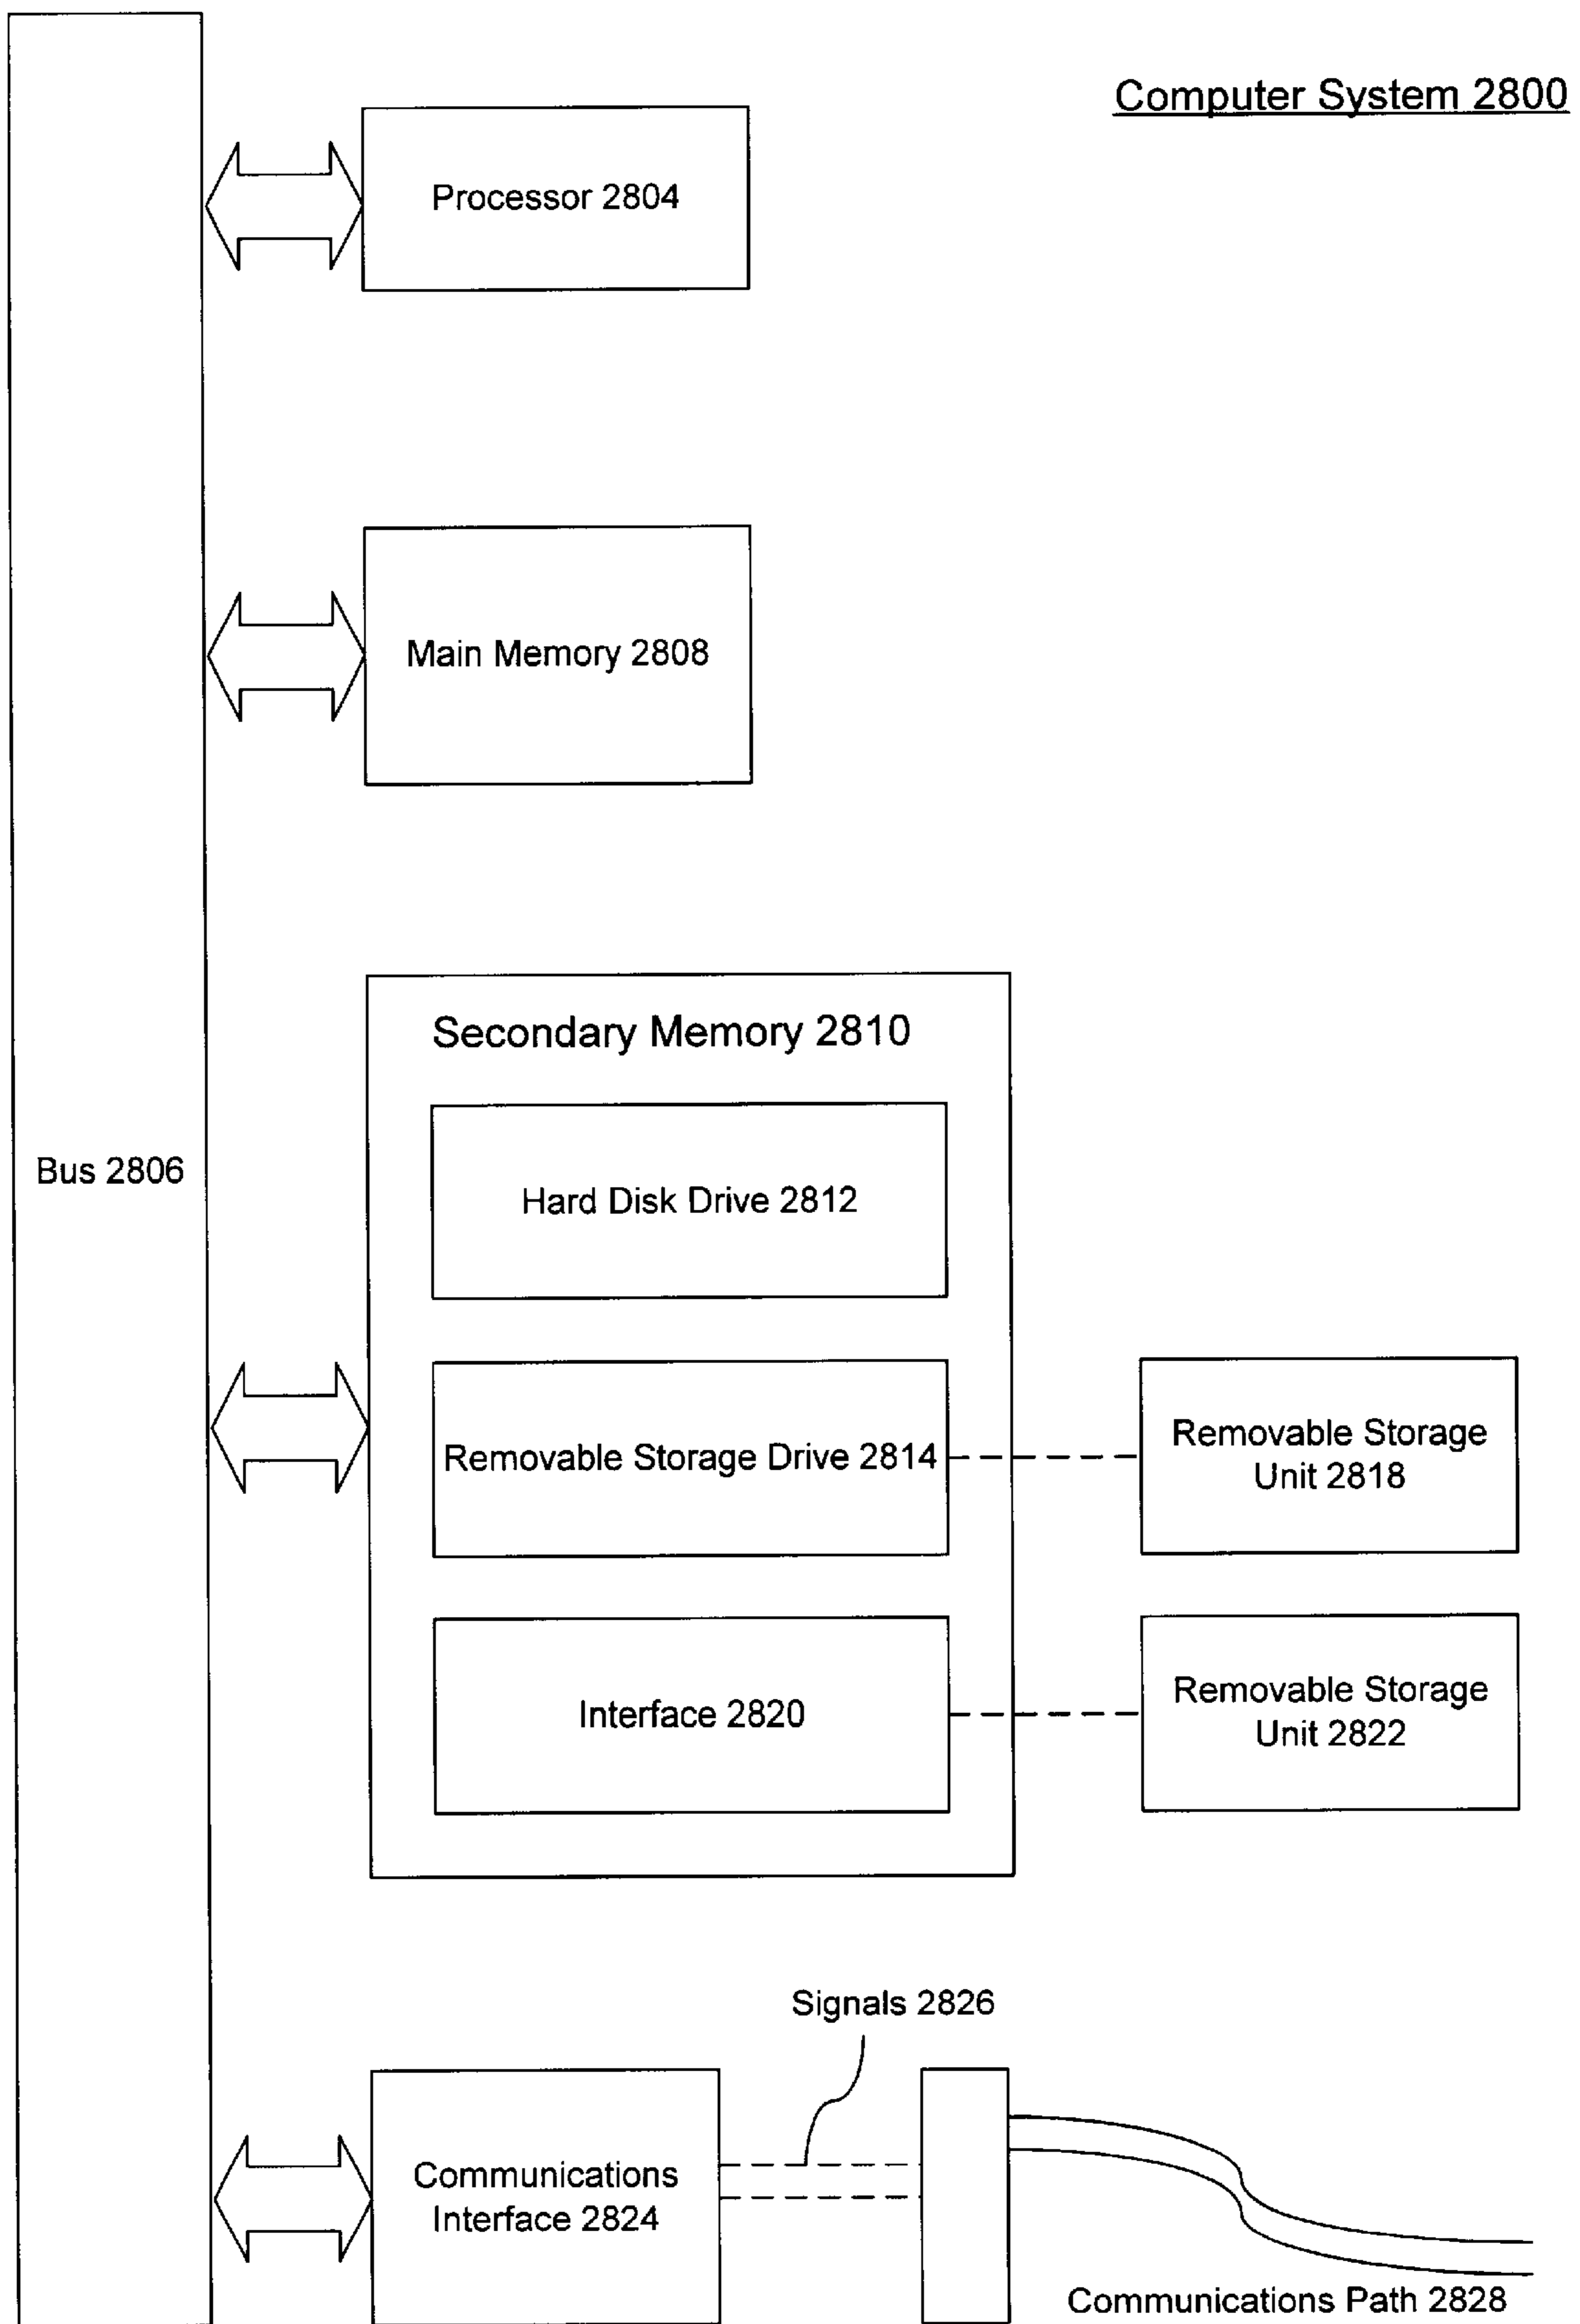 Computer System 2800
Processor 2804
Main Memory 2808
Secondary Memory 2810
Bus 2806
Hard Disk Drive 2812
Removable Storage Drive 2814
Removable Storage
Unit 2818
Interface 2820
Removable Storage
Unit 2822
Signals 2826
Communications
Interface 2824
Communications Path 2828